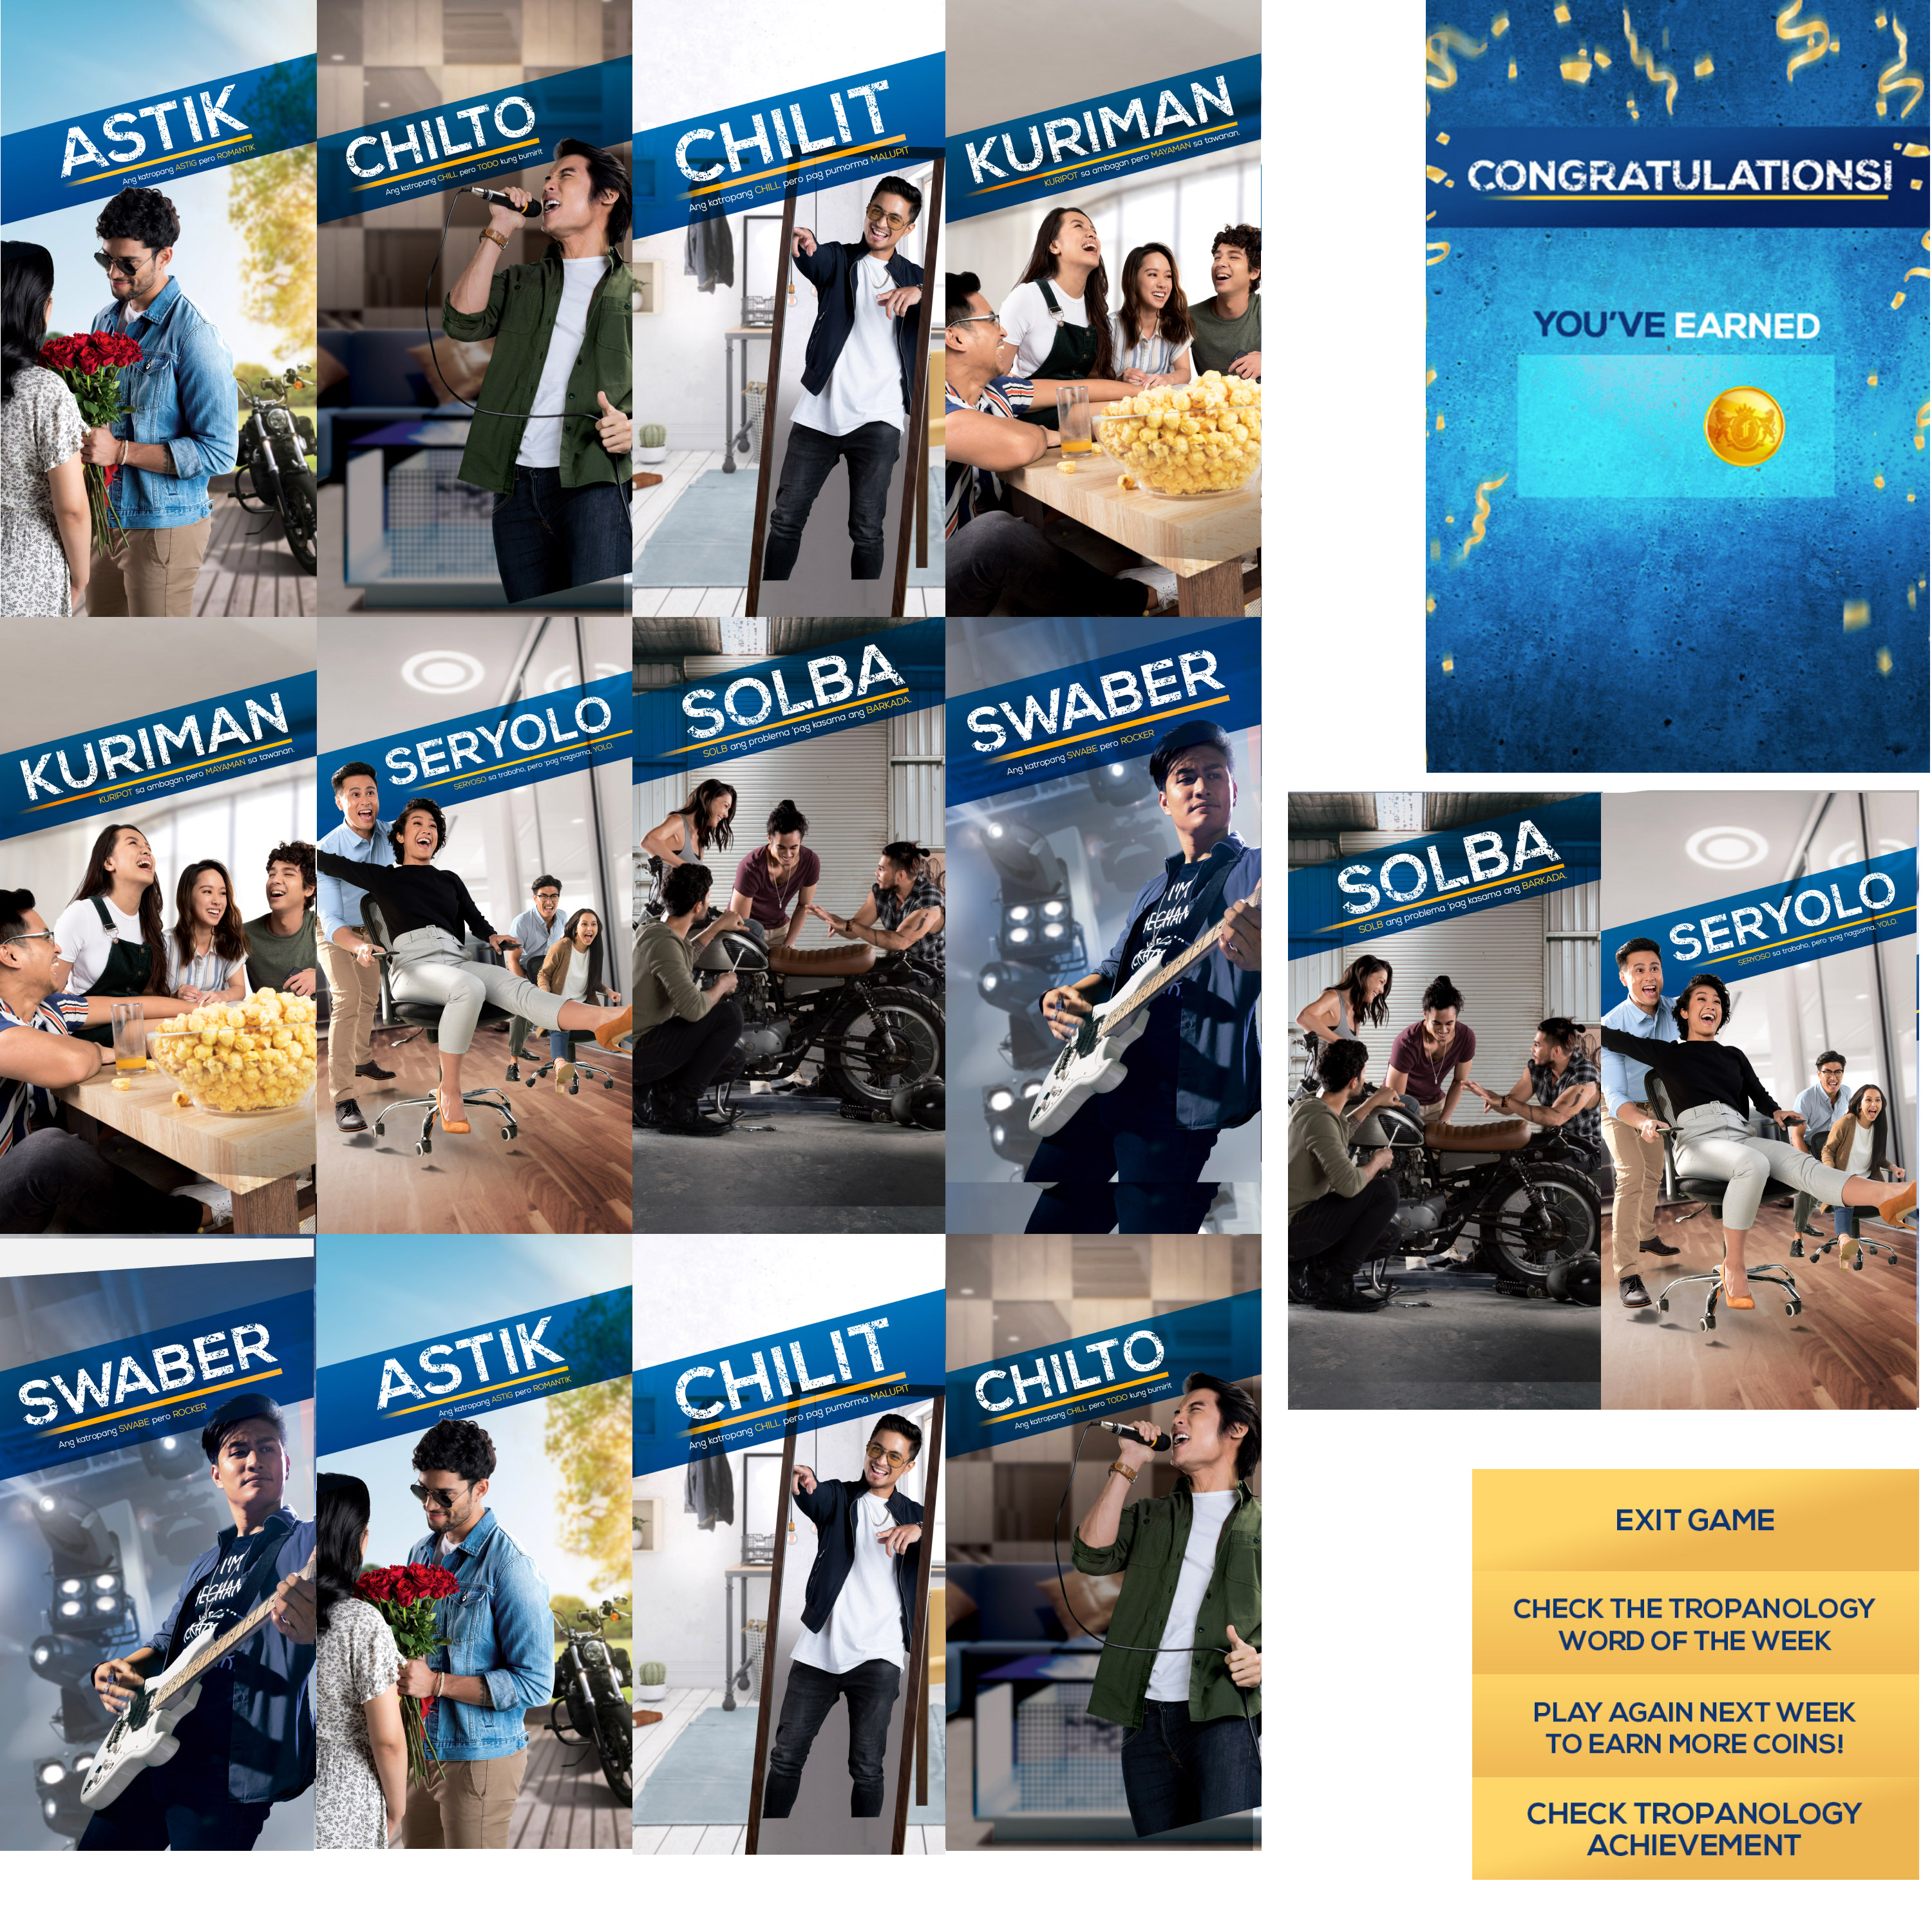 ASTIK
Ang katropang ASTIG pero ROMANTIK
CHILTO
Ang katropang CHILL pero TODO kung bumirit
CHILIT
Ang katropang CHILL pero pag pumorma MALUPIT
KURIMAN
KURIPOT sa ambagan pero MAYAMAN sa tawanan.
CONGRATULATIONS!
YOU'VE EARNED
KURIMAN
KURIPOT sa ambagan pero MAYAMAN sa tawanan.
SERYOLO
SERYOSO sa trabaho, pero 'pag nagsama, YOLO.
SOLBA
SOLB ang problema 'pag kasama ang BARKADA.
SWABER
Ang katropang SWABE pero ROCKER
I'M
SOLBA
SOLB ang problema 'pag kasama ang BARKADA.
SERYOLO
SERYOSO sa trabaho, pero 'pag nagsama, YOLO.
SWABER
Ang katropang SWABE pero ROCKER
I'M
ASTIK
Ang katropang ASTIG pero ROMANTIK
CHILIT
Ang katropang CHILL pero pag pumorma MALUPIT
CHILTO
Ang katropang CHILL pero TODO kung bumirit
EXIT GAME
CHECK THE TROPANOLOGY
WORD OF THE WEEK
PLAY AGAIN NEXT WEEK
TO EARN MORE COINS!
CHECK TROPANOLOGY
ACHIEVEMENT